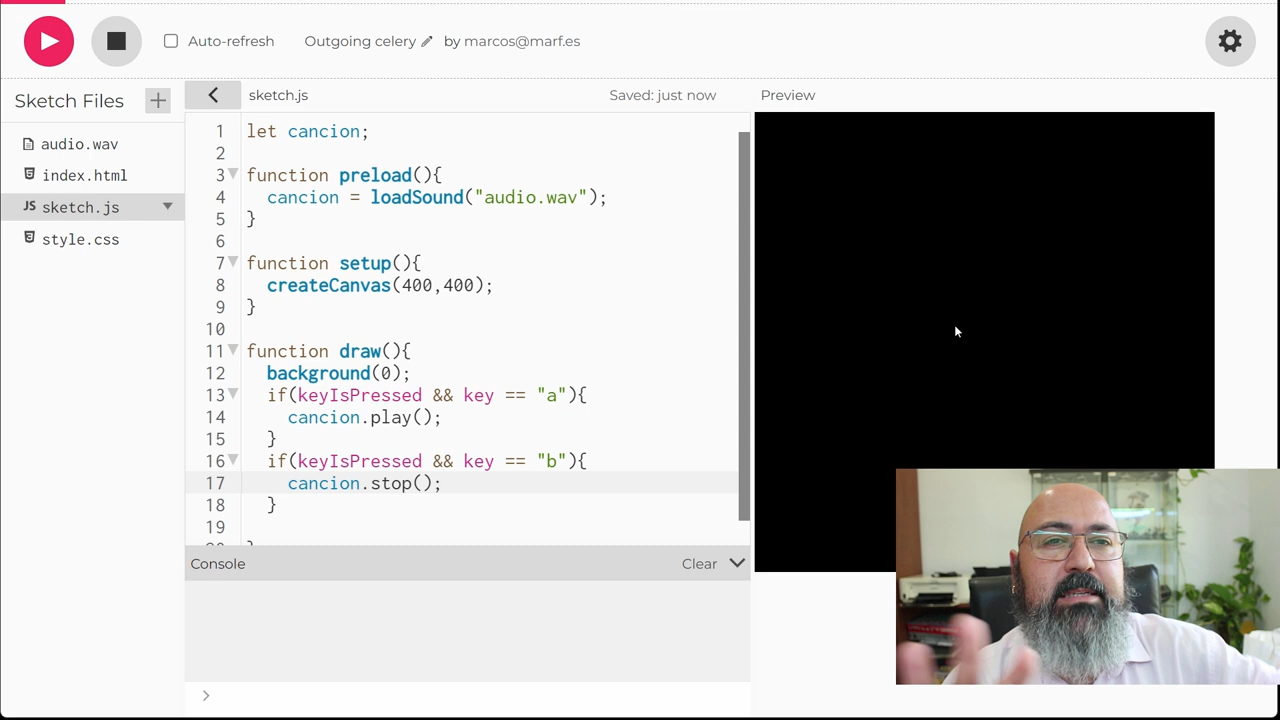 Auto-refresh
Outgoing celery
by marcos@marf.es
Sketch Files
sketch.js
Saved: just now
Preview
audio.wav
index.html
JS sketch.js
style.css
1 let cancion;
2
3 function preload(){
4 cancion = loadSound("audio.wav");
5 }
6
7 function setup(){
8 createCanvas(400,400);
9 }
10
11 function draw(){
12 background(0);
13 if(keyIsPressed && key == "a"){
14 cancion.play();
15 }
16 if(keyIsPressed && key == "b"){
17 cancion.stop();
18 }
19
Console
Clear
>